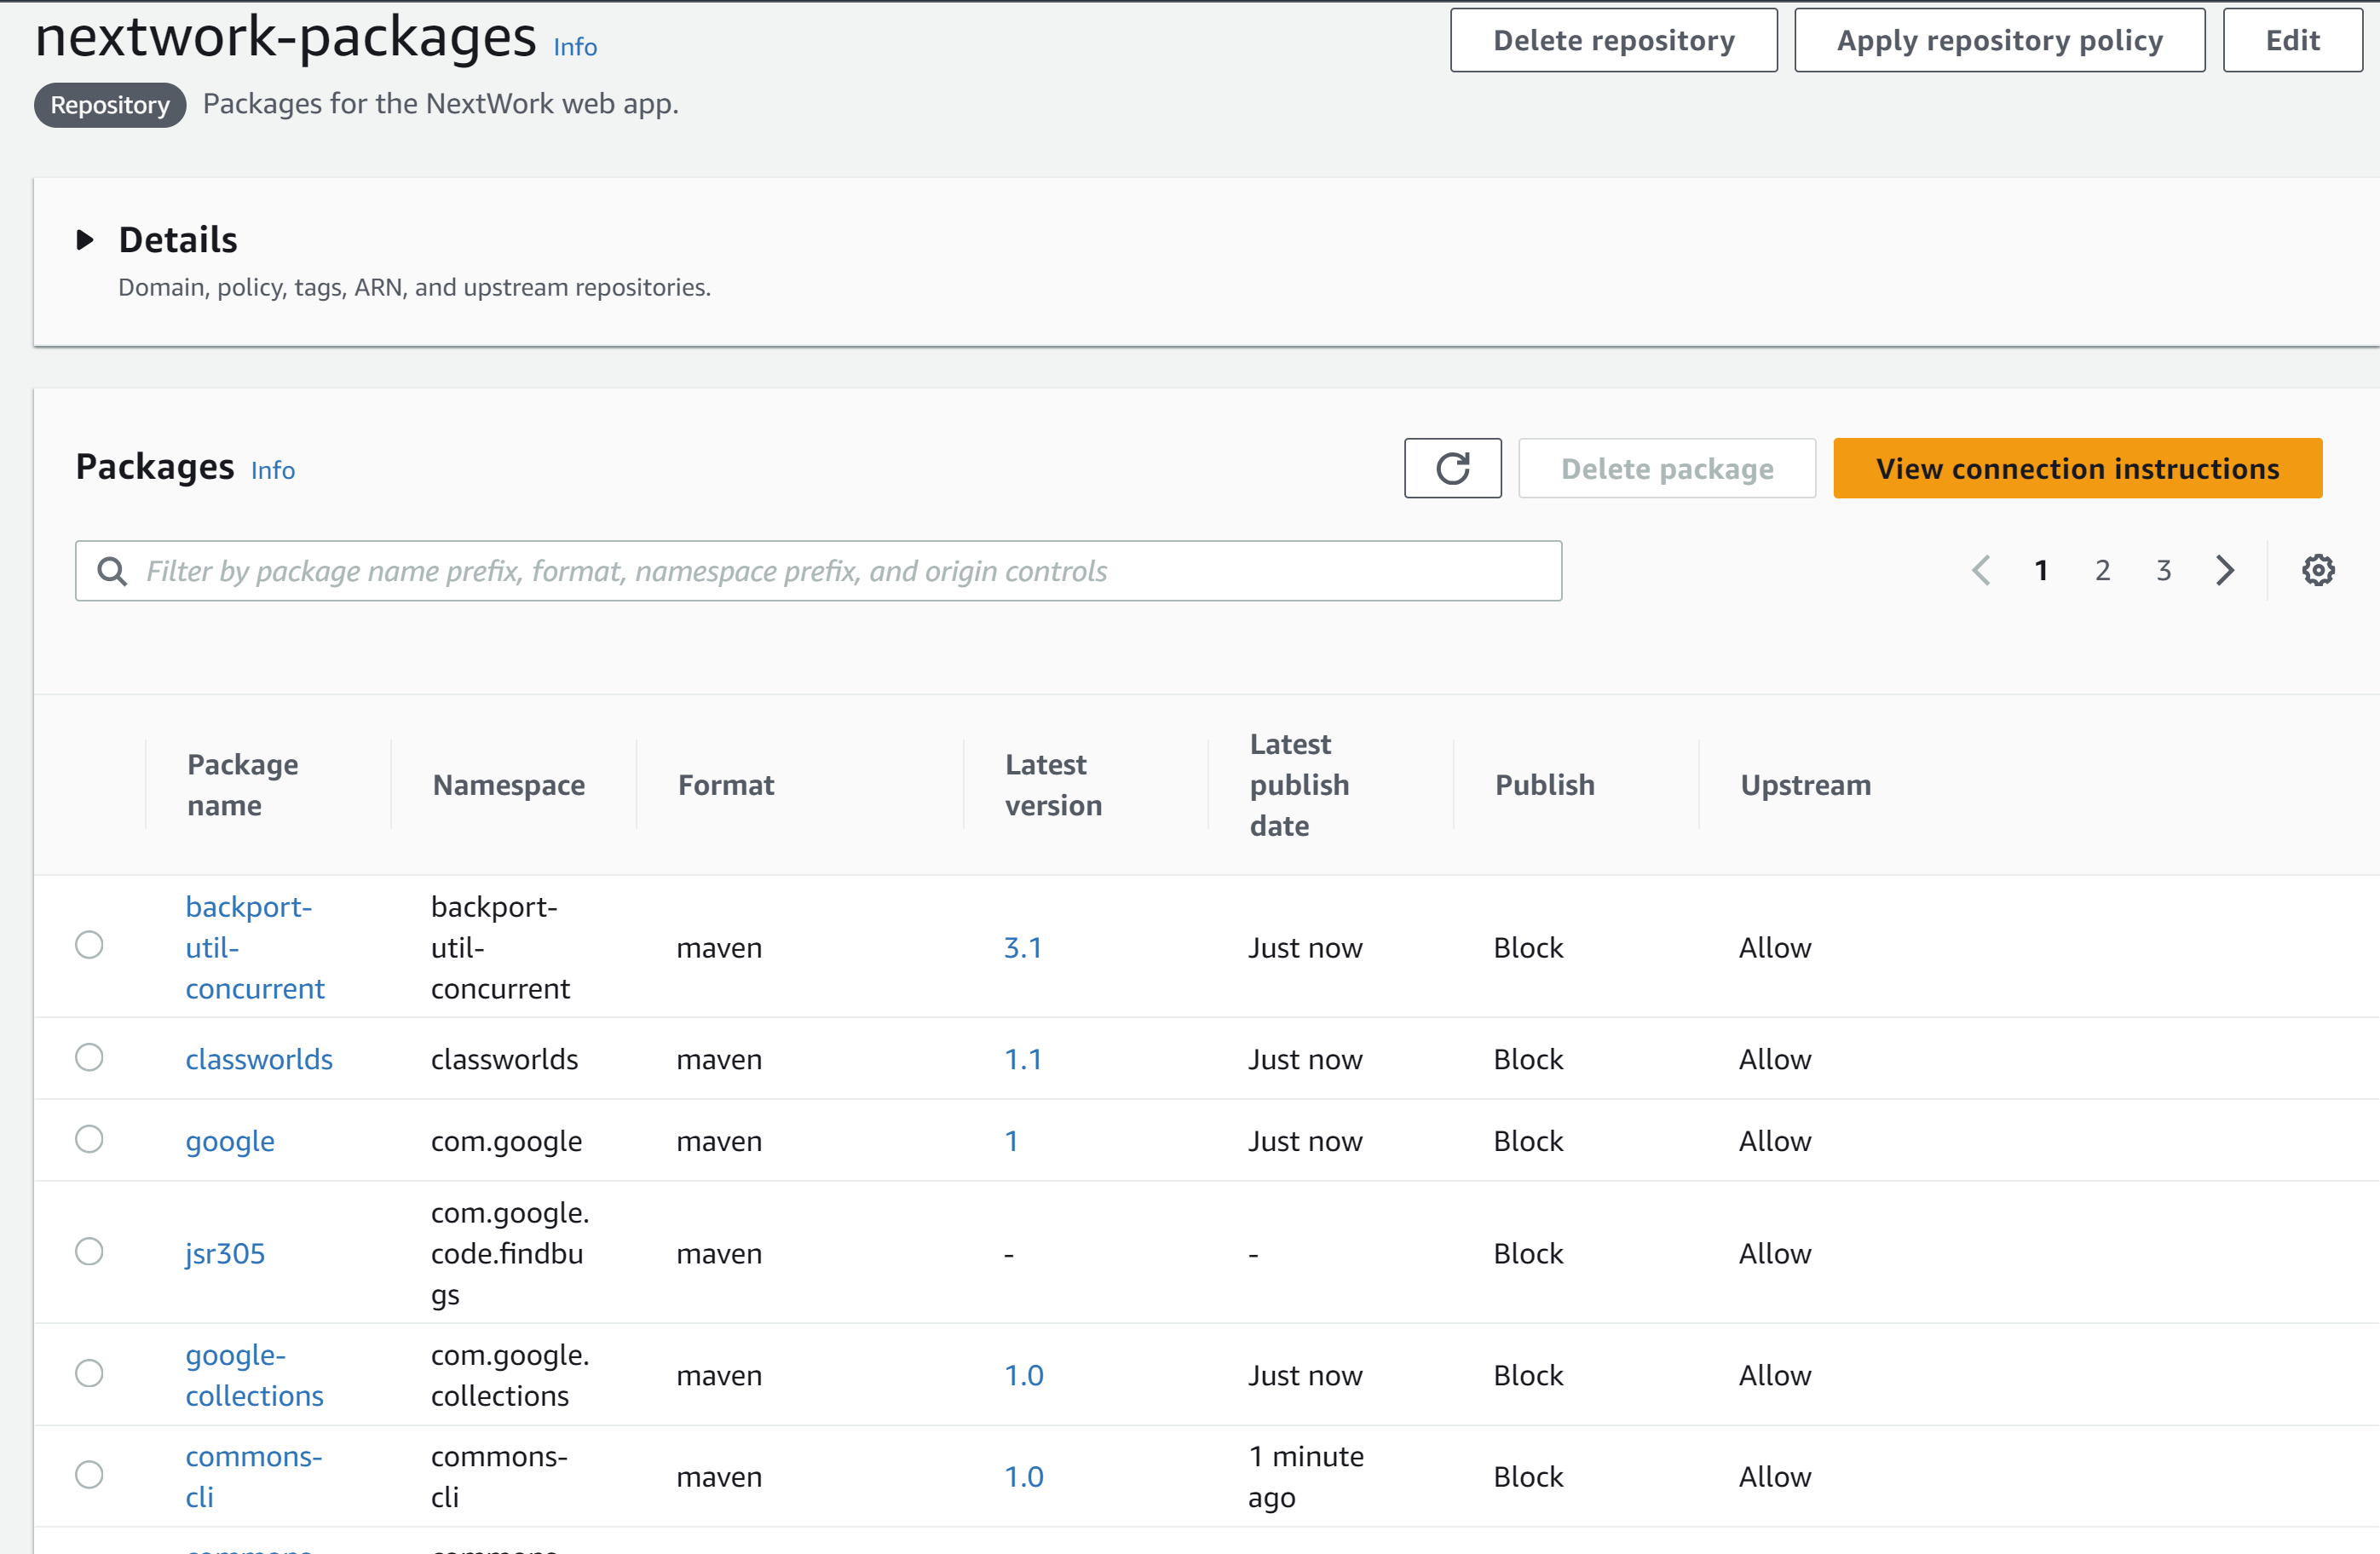 nextwork-packages Info
Delete repository Apply repository policy Edit
Repository Packages for the NextWork web app.
Details
Domain, policy, tags, ARN, and upstream repositories.
Packages Info
Delete package View connection instructions
Filter by package name prefix, format, namespace prefix, and origin controls
1 2 3
Package name Namespace Format Latest version Latest publish date Publish Upstream
backport-util-concurrent backport-util-concurrent maven 3.1 Just now Block Allow
classworlds classworlds maven 1.1 Just now Block Allow
google com.google maven 1 Just now Block Allow
jsr305 com.google.code.findbugs maven - - Block Allow
google-collections com.google.collections maven 1.0 Just now Block Allow
commons-cli commons-cli maven 1.0 1 minute ago Block Allow